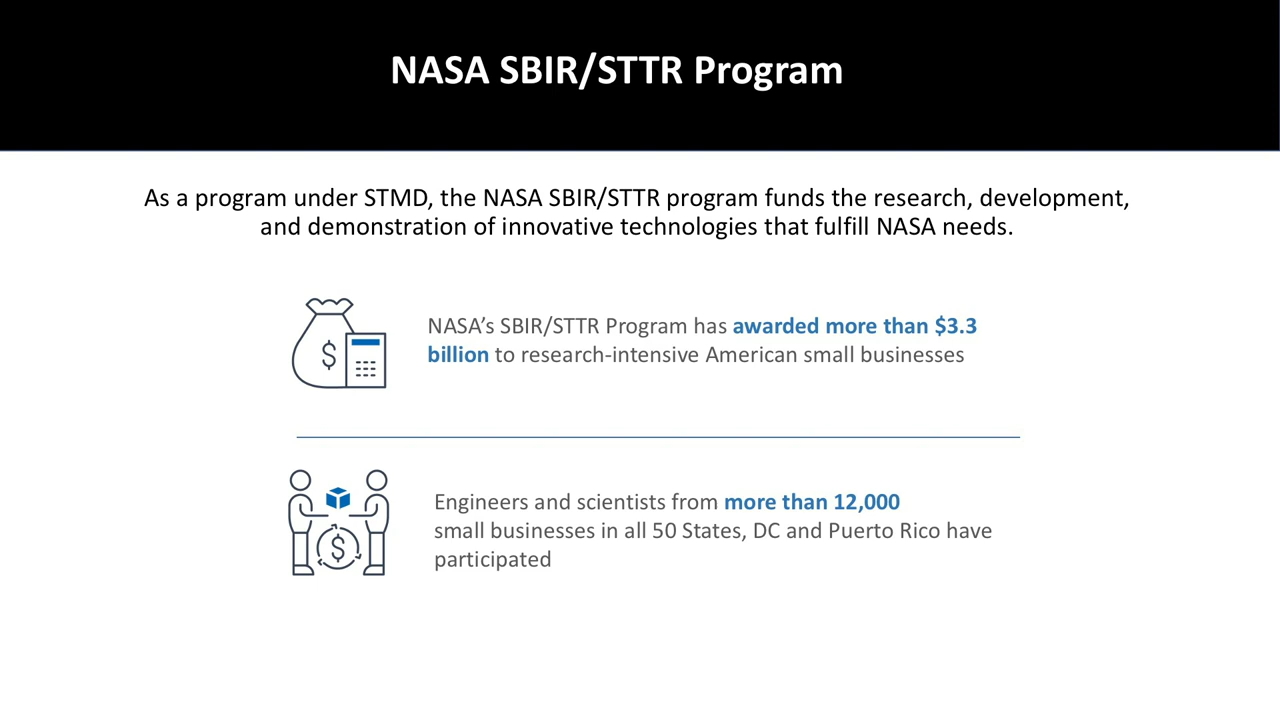 NASA SBIR/STTR Program
As a program under STMD, the NASA SBIR/STTR program funds the research, development,
and demonstration of innovative technologies that fulfill NASA needs.
NASA’s SBIR/STTR Program has awarded more than $3.3
billion to research-intensive American small businesses
$
Engineers and scientists from more than 12,000
small businesses in all 50 States, DC and Puerto Rico have
participated
$